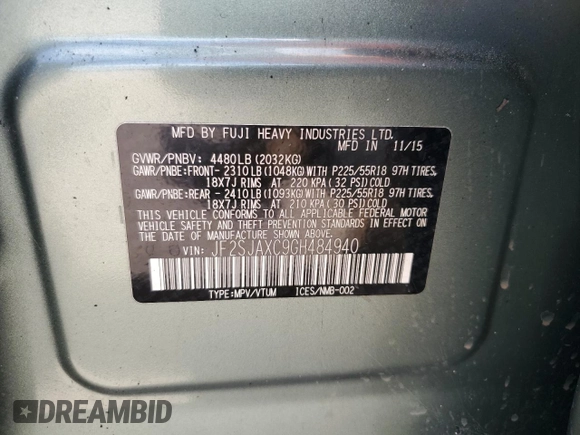 MFD BY FUJI HEAVY INDUSTRIES LTD.
MFD IN 11/15
GVWR/PNBV: 4480LB(2032KG)
GAWR/PNBE:FRONT- 2310LB(1048KG)WITH P225/55R18 97H TIRES,
18X7J RIMS AT 220 KPA(32 PSI)COLD
GAWR/PNBE:REAR - 2410LB(1093KG)WITH P225/55R18 97H TIRES,
18X7J RIMS AT 210 KPA(30 PSI)COLD
THIS VEHICLE CONFORMS TO ALL APPLICABLE FEDERAL MOTOR
VEHICLE SAFETY, BUMPER, AND THEFT PREVENTION STANDARDS
IN EFFECT ON THE DATE OF MANUFACTURE SHOWN ABOVE.
VIN: JF2SJAXC9GH484940
TYPE:MPV/VTUM ICES/NMB-002
DREAMBID